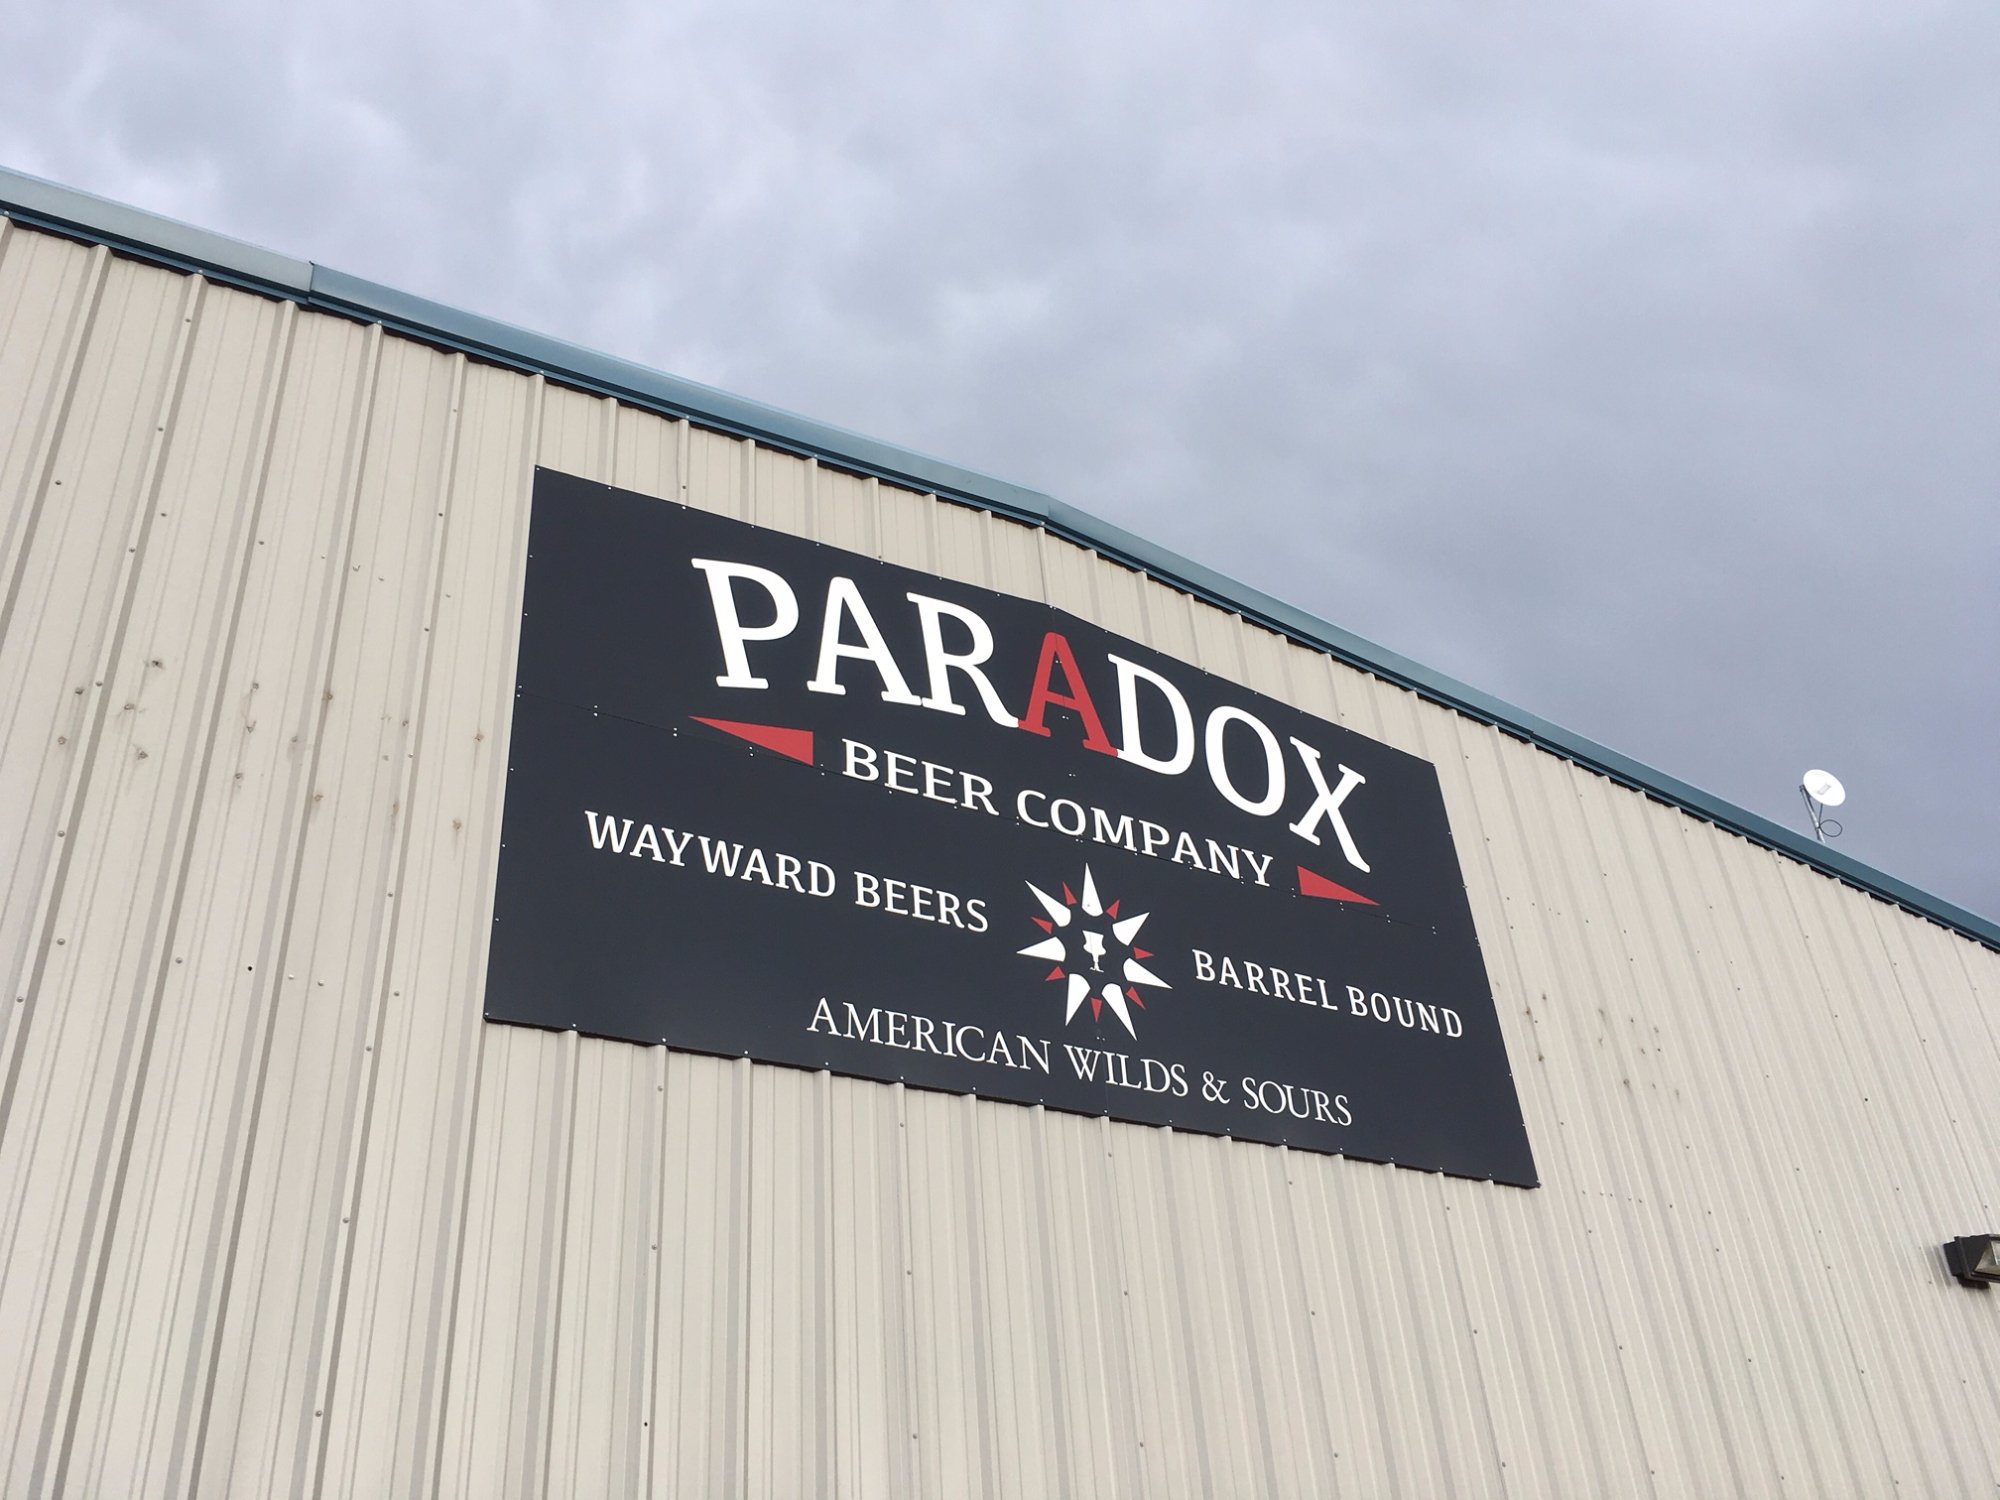 PARADOX
BEER COMPANY
WAYWARD BEERS
BARREL BOUND
AMERICAN WILDS & SOURS